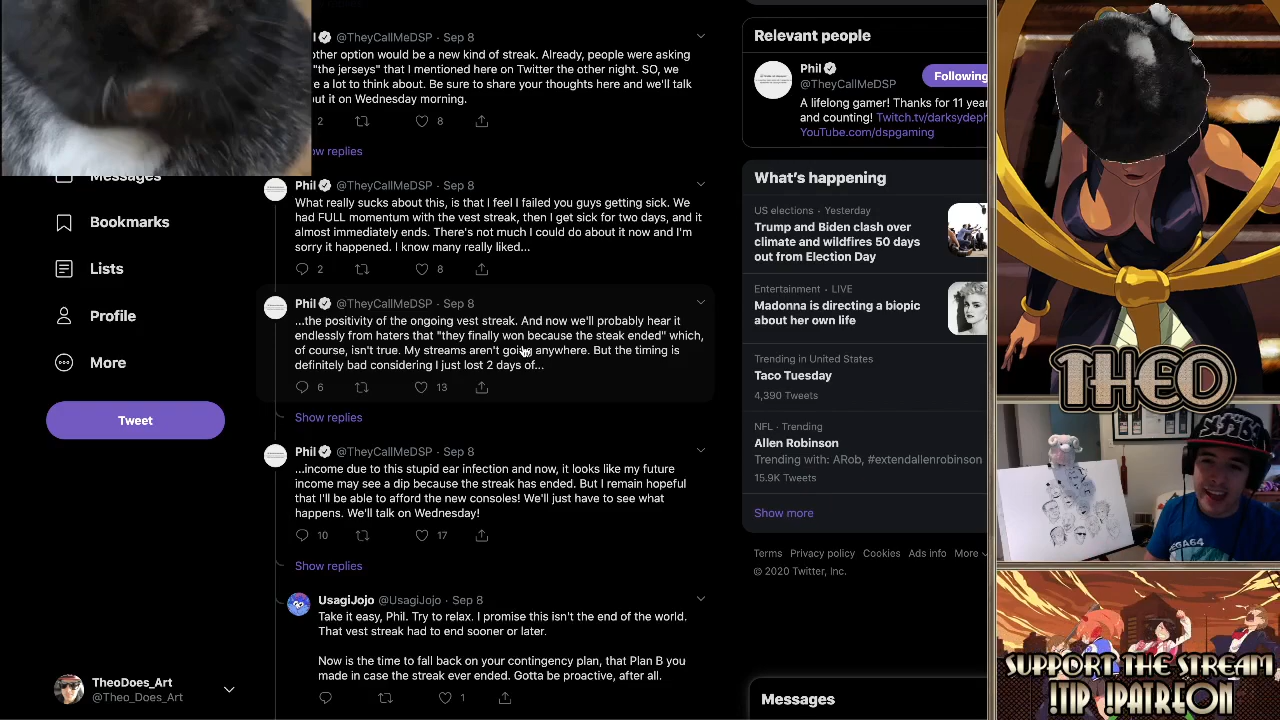 Phil @TheyCallMeDSP · Sep 8
other option would be a new kind of streak. Already, people were asking
"the jerseys" that I mentioned here on Twitter the other night. SO, we
a lot to think about. Be sure to share your thoughts here and we'll talk
it on Wednesday morning.
2 8
replies
Phil @TheyCallMeDSP · Sep 8
What really sucks about this, is that I feel I failed you guys getting sick. We
had FULL momentum with the vest streak, then I get sick for two days, and it
almost immediately ends. There's not much I could do about it now and I'm
sorry it happened. I know many really liked...
2 8
Phil @TheyCallMeDSP · Sep 8
...the positivity of the ongoing vest streak. And now we'll probably hear it
endlessly from haters that "they finally won because the steak ended" which,
of course, isn't true. My streams aren't going anywhere. But the timing is
definitely bad considering I just lost 2 days of...
6 13
Show replies
Phil @TheyCallMeDSP · Sep 8
...income due to this stupid ear infection and now, it looks like my future
income may see a dip because the streak has ended. But I remain hopeful
that I'll be able to afford the new consoles! We'll just have to see what
happens. We'll talk on Wednesday!
10 17
Show replies
UsagiJojo @UsagiJojo · Sep 8
Take it easy, Phil. Try to relax. I promise this isn't the end of the world.
That vest streak had to end sooner or later.
Now is the time to fall back on your contingency plan, that Plan B you
made in case the streak ever ended. Gotta be proactive, after all.
1
Messages
Bookmarks
Lists
Profile
More
Tweet
TheoDoes_Art
@Theo_Does_Art
Relevant people
Phil
@TheyCallMeDSP
Following
A lifelong gamer! Thanks for 11 year
and counting! Twitch.tv/darksydeph
YouTube.com/dspgaming
What's happening
US elections · Yesterday
Trump and Biden clash over
climate and wildfires 50 days
out from Election Day
Entertainment · LIVE
Madonna is directing a biopic
about her own life
Trending in United States
Taco Tuesday
4,390 Tweets
NFL · Trending
Allen Robinson
Trending with: ARob, #extendallenrobinson
15.9K Tweets
Show more
Terms Privacy policy Cookies Ads info More
© 2020 Twitter, Inc.
Messages
THEO
SEGA64
SUPPORT THE STREAM
!TIP !PATREON